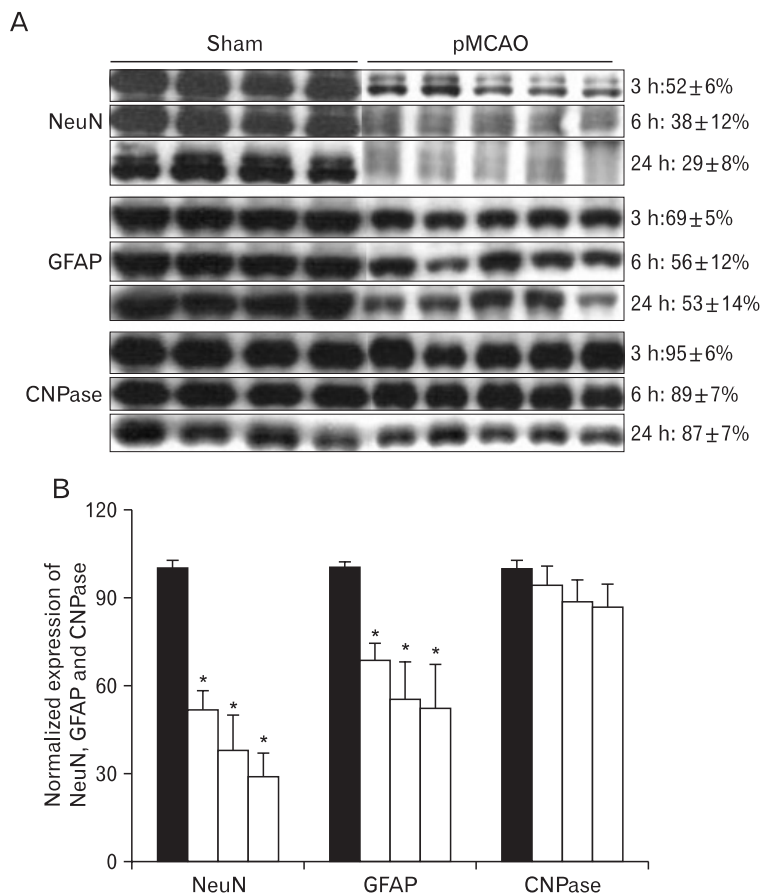 A
Sham pMCAO
3 h:52±6%
NeuN 6 h: 38±12%
24 h: 29±8%
3 h:69±5%
GFAP 6 h: 56±12%
24 h: 53±14%
3 h:95±6%
CNPase 6 h: 89±7%
24 h: 87±7%
B
Normalized expression of
NeuN, GFAP and CNPase
120
90
60
30
0
* * *
* * *
NeuN GFAP CNPase